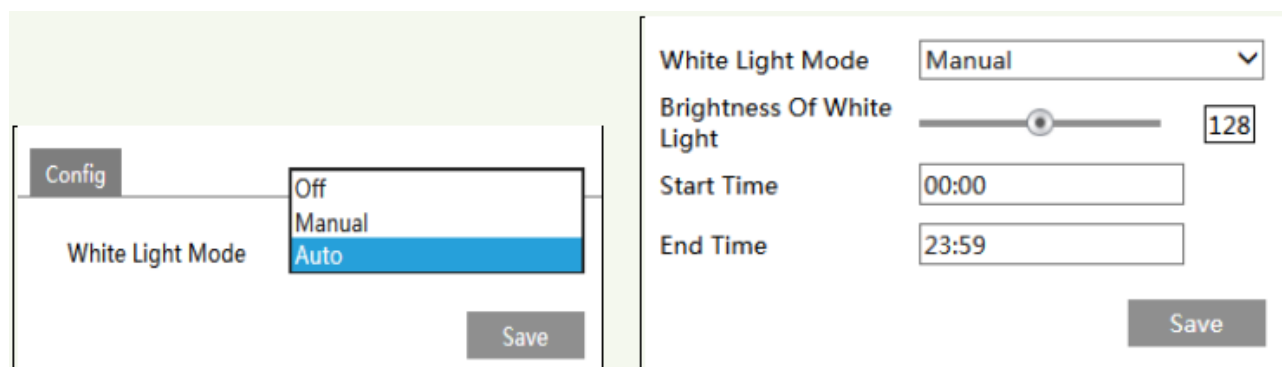 Config
Off
Manual
White Light Mode
Auto
Save
White Light Mode
Manual
Brightness Of White
Light
128
Start Time
00:00
End Time
23:59
Save